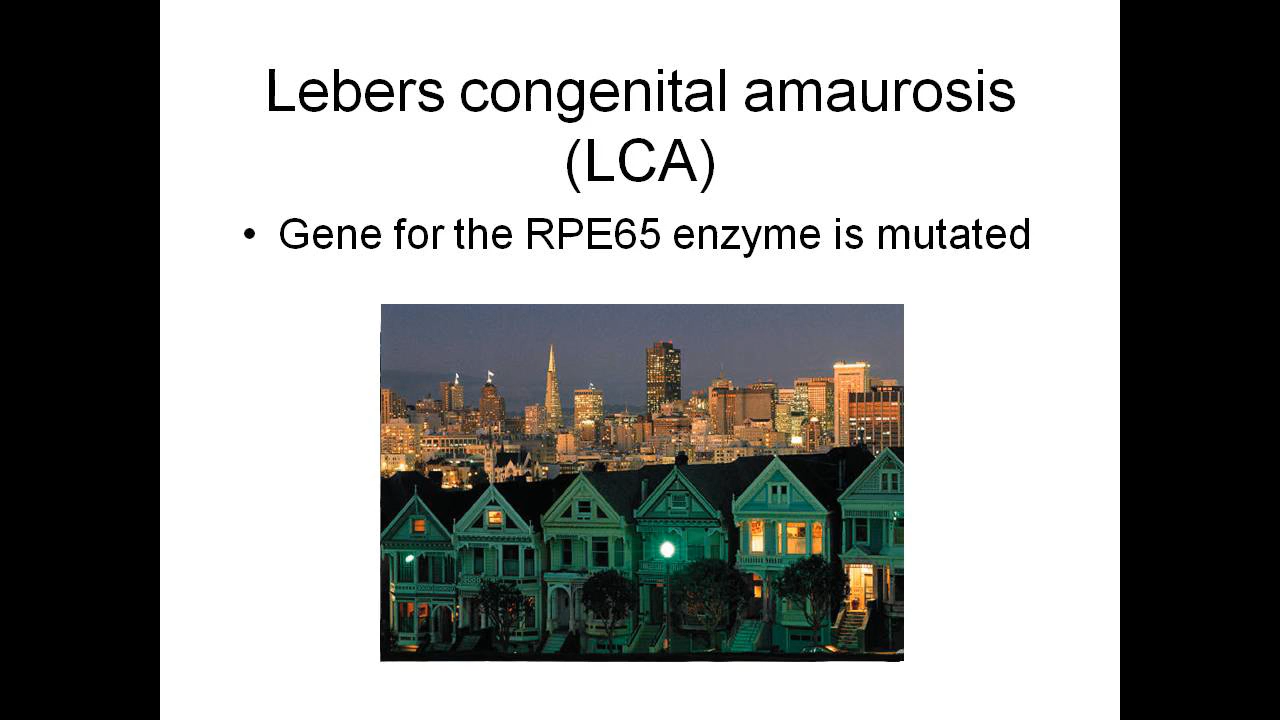 Lebers congenital amaurosis
(LCA)
• Gene for the RPE65 enzyme is mutated